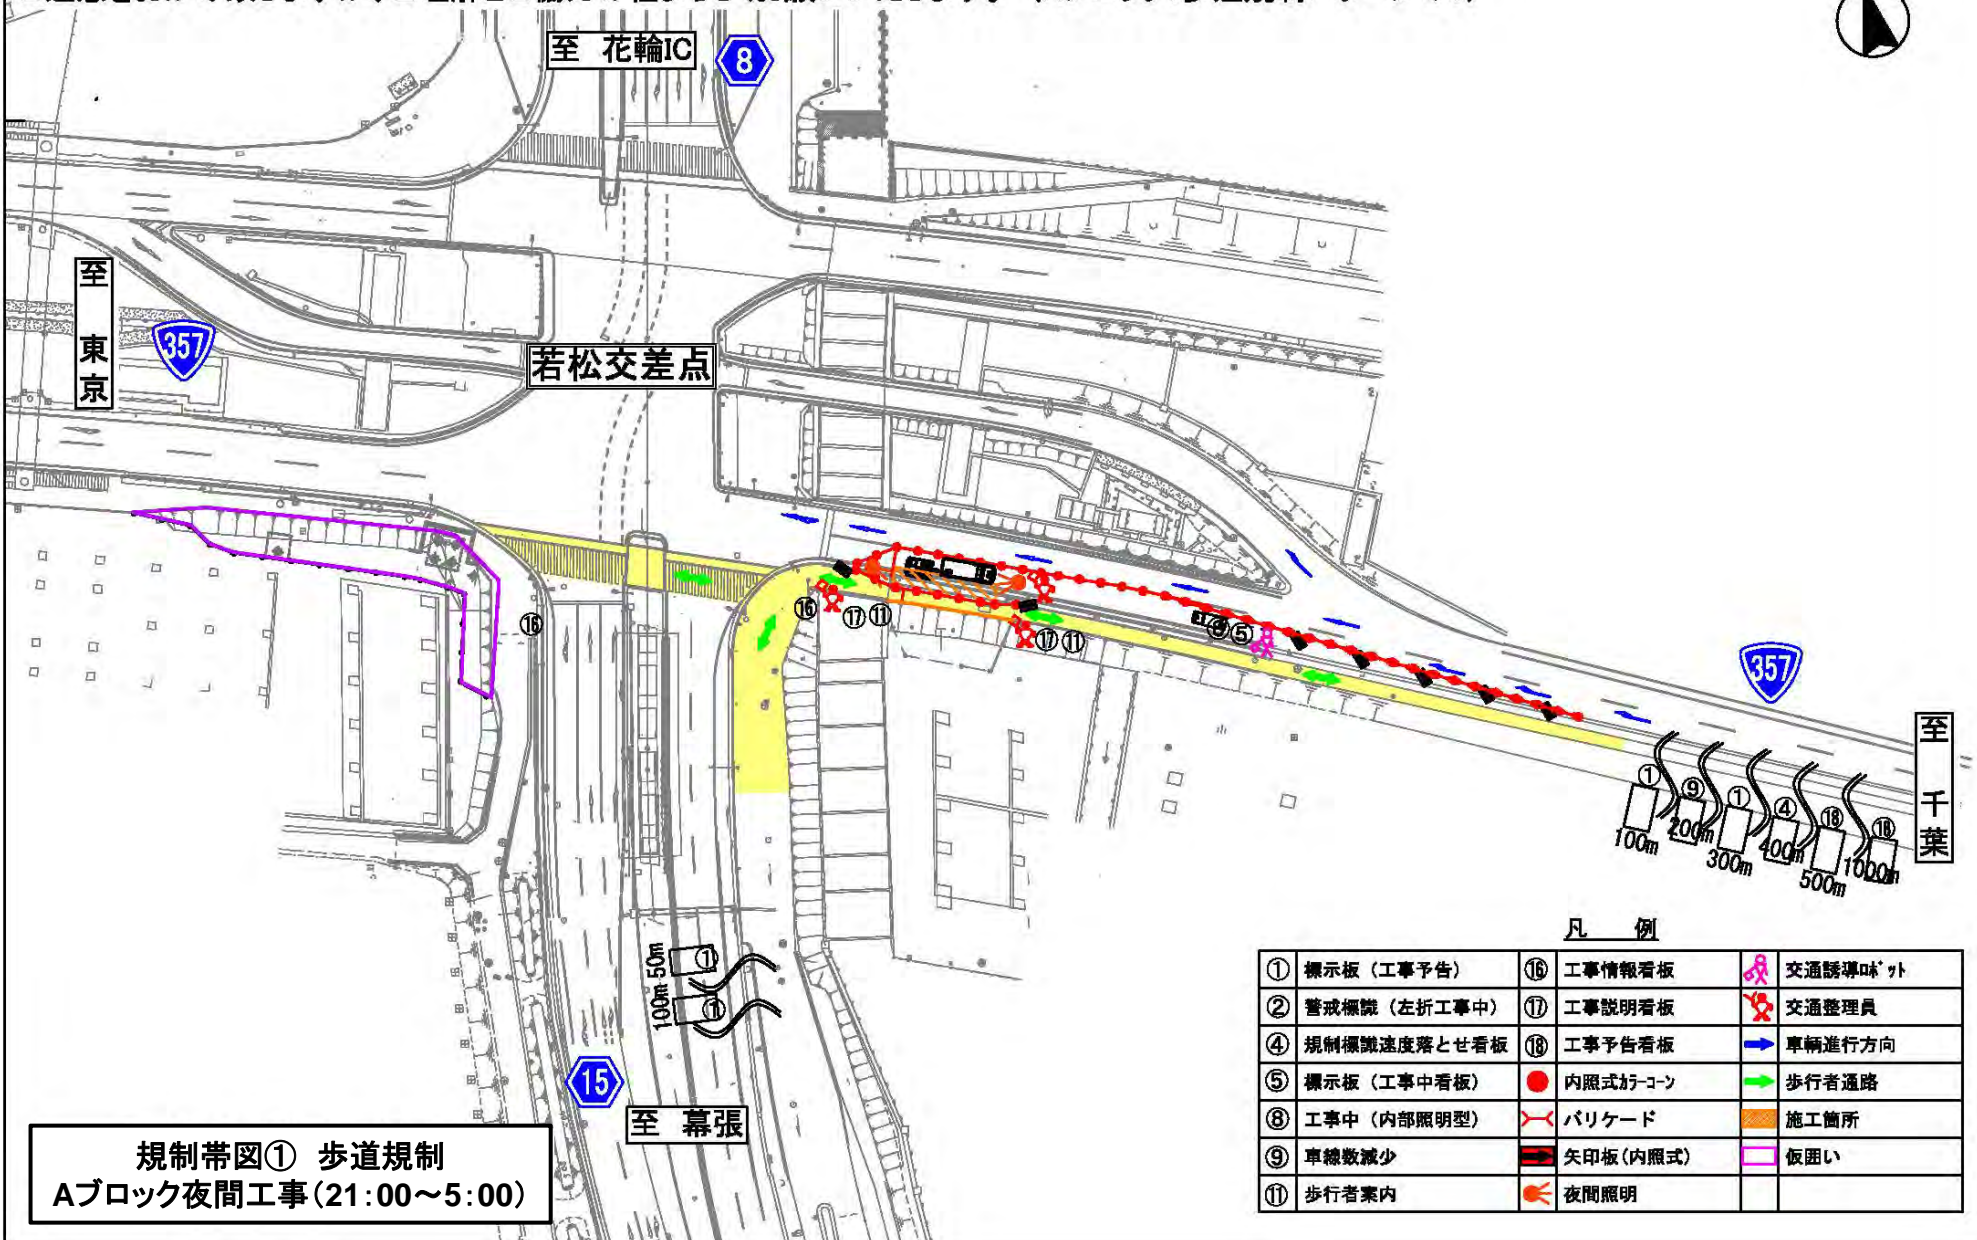 至 花輪IC
8
至 東京
357
若松交差点
⑯
⑯
⑰⑪
⑰⑪
⑤
357
至 千葉
①
100m
⑨
200m
①
300m
④
400m
⑱
500m
⑱
1000m
①
50m
①
100m
15
至 幕張
規制帯図① 歩道規制
Aブロック夜間工事(21:00～5:00)
凡 例
① 標示板（工事予告） ⑯ 工事情報看板 交通誘導ﾛﾎﾞｯﾄ
② 警戒標識（左折工事中） ⑰ 工事説明看板 交通整理員
④ 規制標識速度落とせ看板 ⑱ 工事予告看板 車輌進行方向
⑤ 標示板（工事中看板） 内照式ｶﾗｰｺｰﾝ 歩行者通路
⑧ 工事中（内部照明型） バリケード 施工箇所
⑨ 車線数減少 矢印板(内照式) 仮囲い
⑪ 歩行者案内 夜間照明